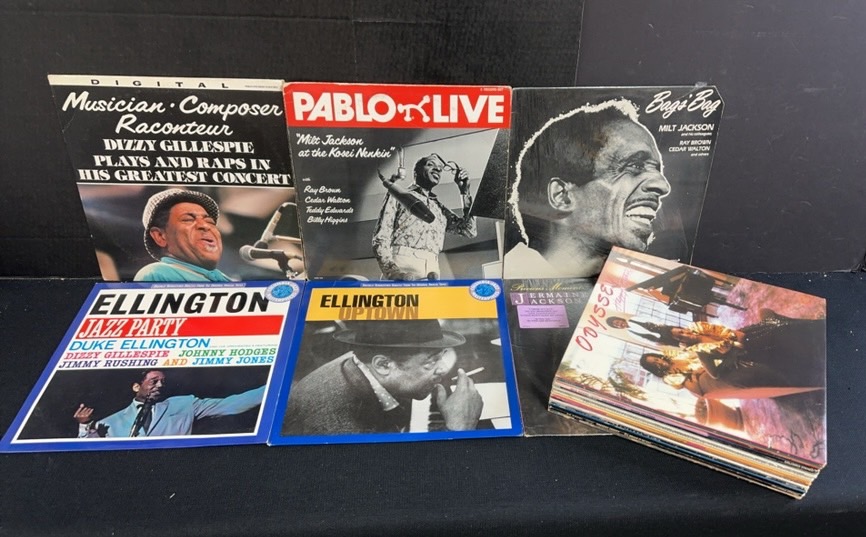 DIGITAL
Musician · Composer
Raconteur
DIZZY GILLESPIE
PLAYS AND RAPS IN
HIS GREATEST CONCERT
PABLO LIVE
"Milt Jackson
at the Kosei Nenkin"
with
Ray Brown
Cedar Walton
Teddy Edwards
Billy Higgins
Bags' Bag
MILT JACKSON
RAY BROWN
CEDAR WALTON
and others
ELLINGTON
JAZZ PARTY
DUKE ELLINGTON
DIZZY GILLESPIE JOHNNY HODGES
JIMMY RUSHING AND JIMMY JONES
ELLINGTON
UPTOWN
JERMAINE
JACKSON
ODYSSEY